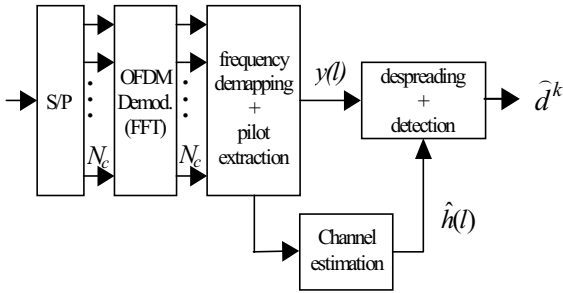 S/P
N_c
OFDM
Demod.
(FFT)
N_c
frequency
demapping
+
pilot
extraction
y(l)
despreading
+
detection
d̂^k
Channel
estimation
ĥ(l)